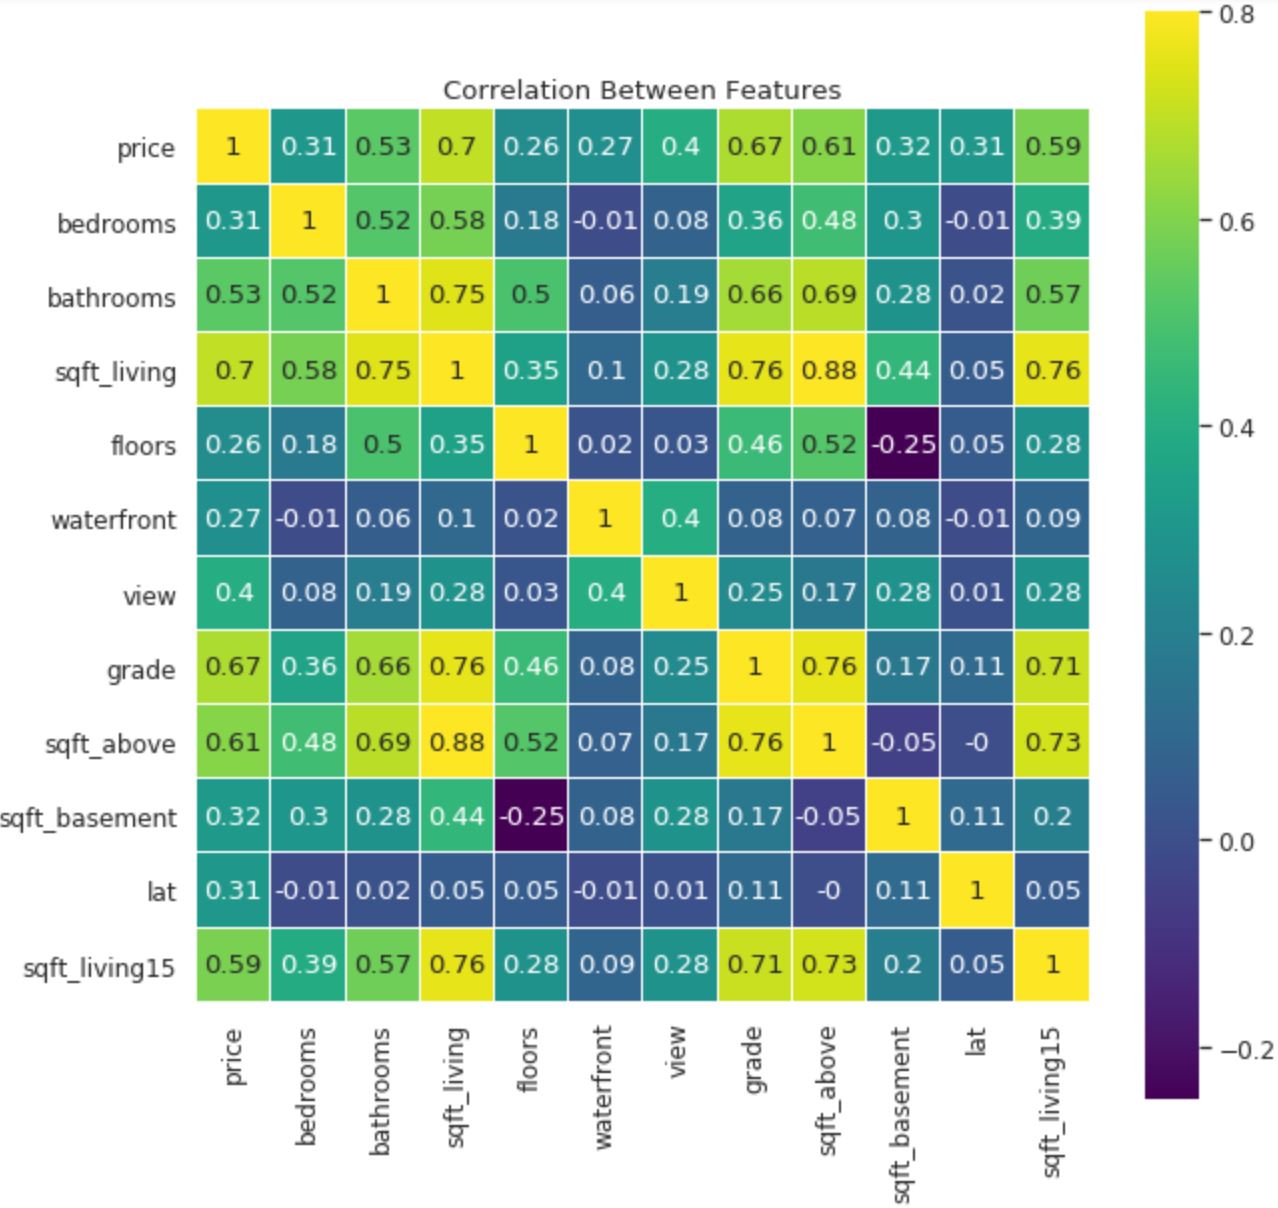 0.8
Correlation Between Features
price 1 0.31 0.53 0.7 0.26 0.27 0.4 0.67 0.61 0.32 0.31 0.59
bedrooms 0.31 1 0.52 0.58 0.18 -0.01 0.08 0.36 0.48 0.3 -0.01 0.39
0.6
bathrooms 0.53 0.52 1 0.75 0.5 0.06 0.19 0.66 0.69 0.28 0.02 0.57
sqft_living 0.7 0.58 0.75 1 0.35 0.1 0.28 0.76 0.88 0.44 0.05 0.76
0.4
floors 0.26 0.18 0.5 0.35 1 0.02 0.03 0.46 0.52 -0.25 0.05 0.28
waterfront 0.27 -0.01 0.06 0.1 0.02 1 0.4 0.08 0.07 0.08 -0.01 0.09
view 0.4 0.08 0.19 0.28 0.03 0.4 1 0.25 0.17 0.28 0.01 0.28
0.2
grade 0.67 0.36 0.66 0.76 0.46 0.08 0.25 1 0.76 0.17 0.11 0.71
sqft_above 0.61 0.48 0.69 0.88 0.52 0.07 0.17 0.76 1 -0.05 -0 0.73
sqft_basement 0.32 0.3 0.28 0.44 -0.25 0.08 0.28 0.17 -0.05 1 0.11 0.2
0.0
lat 0.31 -0.01 0.02 0.05 0.05 -0.01 0.01 0.11 -0 0.11 1 0.05
sqft_living15 0.59 0.39 0.57 0.76 0.28 0.09 0.28 0.71 0.73 0.2 0.05 1
−0.2
price
bedrooms
bathrooms
sqft_living
floors
waterfront
view
grade
sqft_above
sqft_basement
lat
sqft_living15